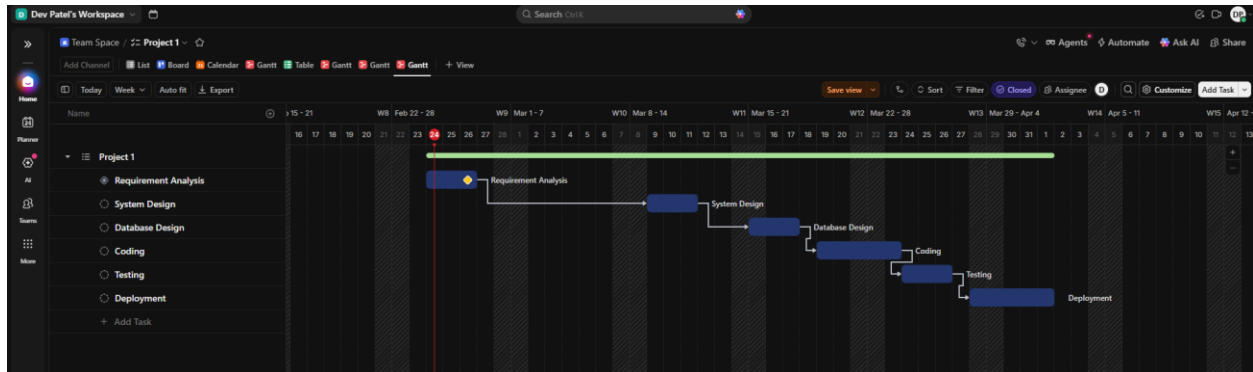 D Dev Patel's Workspace
Search Ctrl K
DP
Team Space / Project 1
Agents Automate Ask AI Share
Add Channel List Board Calendar Gantt Table Gantt Gantt Gantt + View
Today Week Auto fit Export
Save view Sort Filter Closed Assignee D Customize Add Task
Home
Planner
AI
Teams
More
Name
15 - 21 W8 Feb 22 - 28 W9 Mar 1 - 7 W10 Mar 8 - 14 W11 Mar 15 - 21 W12 Mar 22 - 28 W13 Mar 29 - Apr 4 W14 Apr 5 - 11 W15 Apr 12 -
16 17 18 19 20 21 22 23 24 25 26 27 28 1 2 3 4 5 6 7 8 9 10 11 12 13 14 15 16 17 18 19 20 21 22 23 24 25 26 27 28 29 30 31 1 2 3 4 5 6 7 8 9 10 11 12 13
Project 1
Requirement Analysis Requirement Analysis
System Design System Design
Database Design Database Design
Coding Coding
Testing Testing
Deployment Deployment
+ Add Task